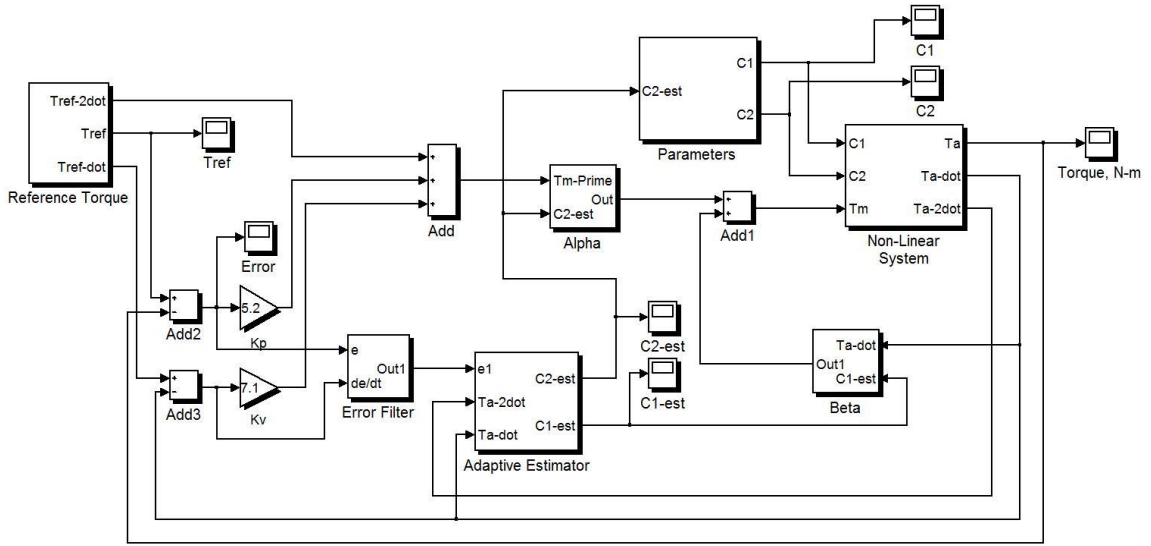 Tref-2dot
Tref
Tref-dot
Reference Torque
Tref
Error
+
-
Add2
5.2
Kp
+
-
Add3
7.1
Kv
e
de/dt
Out1
Error Filter
+
+
+
Add
Tm-Prime
C2-est
Out
Alpha
C2-est
C1
C2
Parameters
C1
C2
+
+
Add1
C1
C2
Tm
Ta
Ta-dot
Ta-2dot
Non-Linear
System
Torque, N-m
e1
Ta-2dot
Ta-dot
C2-est
C1-est
Adaptive Estimator
C2-est
C1-est
Ta-dot
Out1
C1-est
Beta